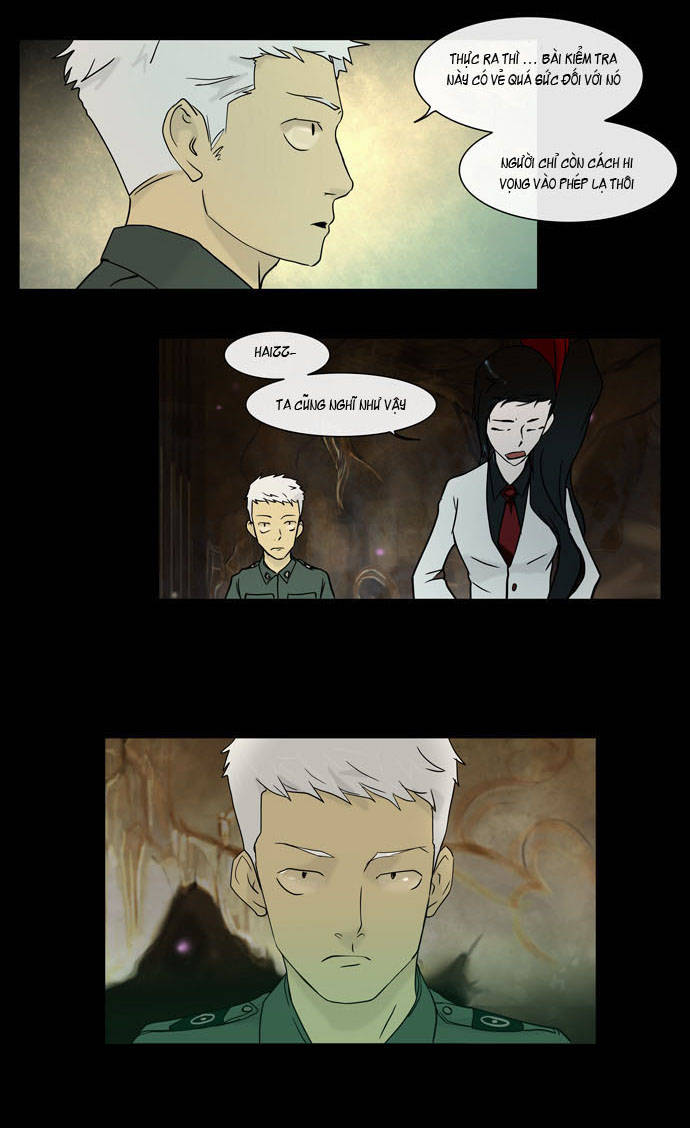 THỰC RA THÌ ... BÀI KIỂM TRA
NÀY CÓ VẺ QUÁ SỨC ĐỐI VỚI NÓ
NGƯỜI CHỈ CÒN CÁCH HI
VỌNG VÀO PHÉP LẠ THÔI
HAIZZ-
TA CŨNG NGHĨ NHƯ VẬY